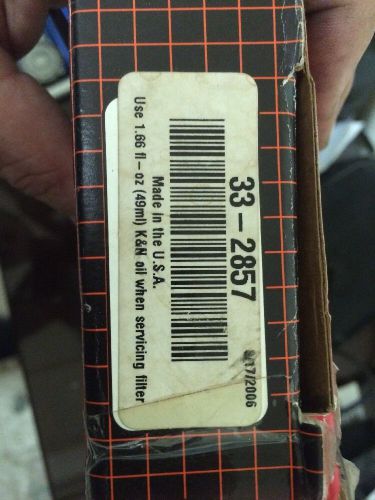 33-2857
Made in the U.S.A.
Use 1.66 fl-oz (49ml) K&N oil when servicing filter